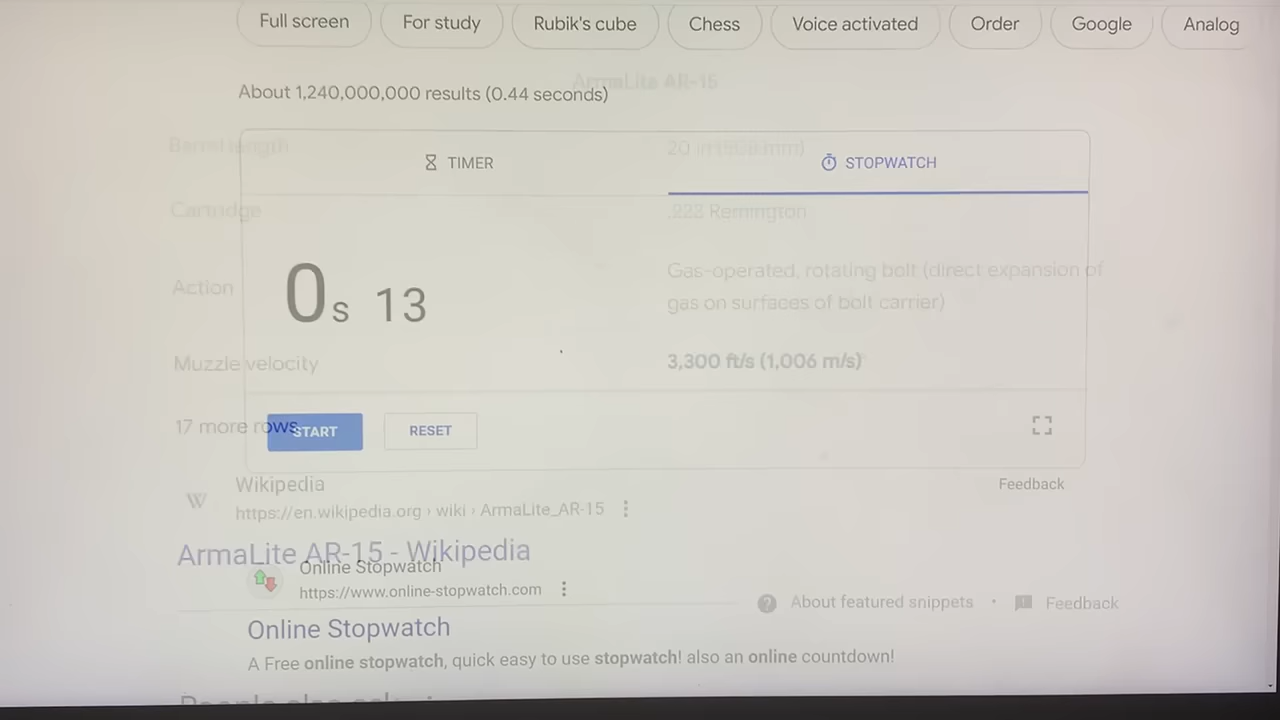 Full screen For study Rubik's cube Chess Voice activated Order Google Analog
ArmaLite AR-15
About 1,240,000,000 results (0.44 seconds)
Barrel length 20 in (508 mm)
TIMER STOPWATCH
Cartridge .223 Remington
Action Gas-operated, rotating bolt (direct expansion of
gas on surfaces of bolt carrier)
0s 13
Muzzle velocity 3,300 ft/s (1,006 m/s)
17 more rows
START RESET
Wikipedia
Feedback
https://en.wikipedia.org › wiki › ArmaLite_AR-15
ArmaLite AR-15 - Wikipedia
Online Stopwatch
https://www.online-stopwatch.com
About featured snippets • Feedback
Online Stopwatch
A Free online stopwatch, quick easy to use stopwatch! also an online countdown!